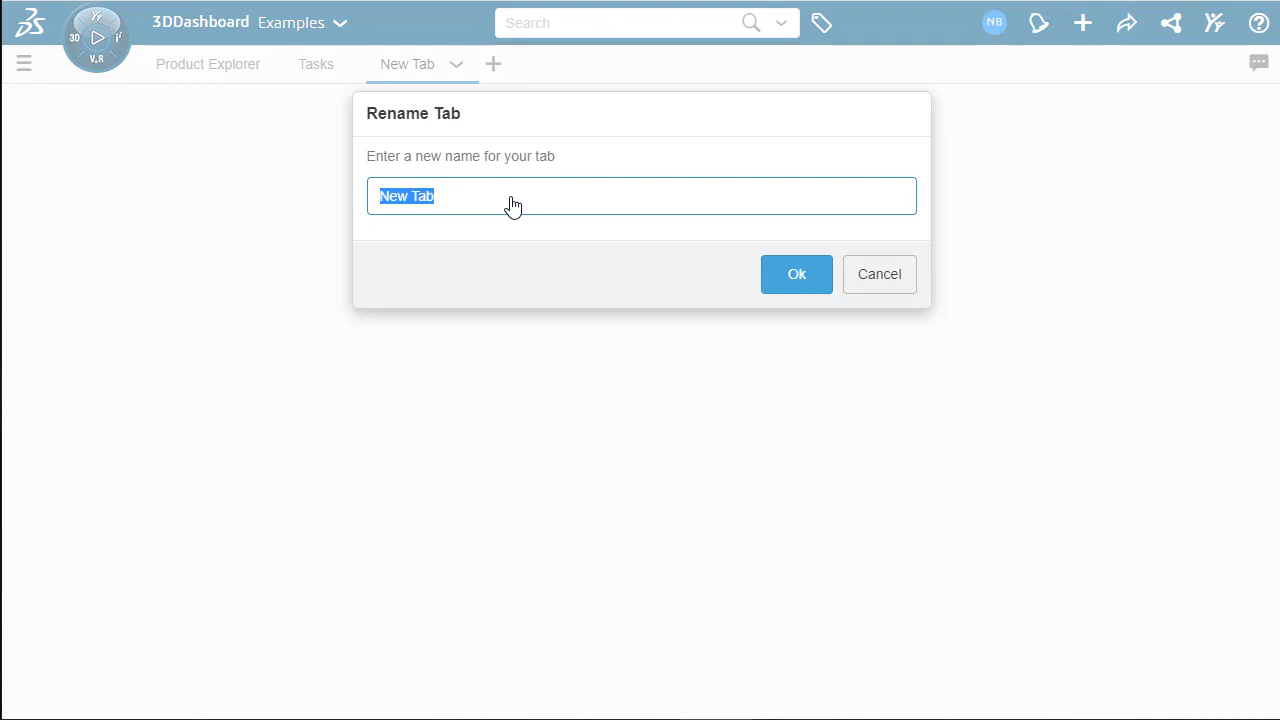 3DDashboard Examples
Search
NB
3D
V.R
Product Explorer
Tasks
New Tab
Rename Tab
Enter a new name for your tab
New Tab
Ok
Cancel